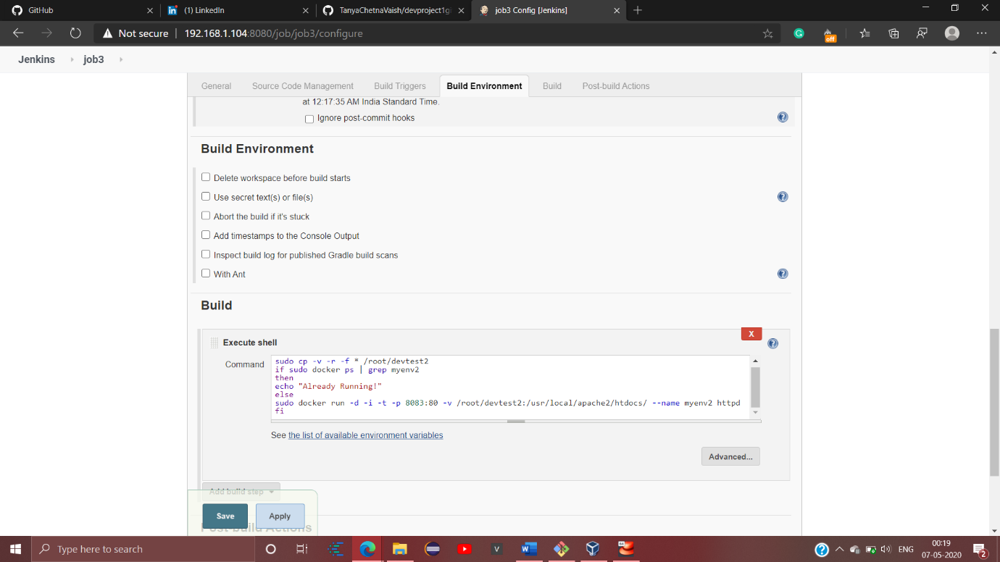 GitHub
(1) LinkedIn
TanyaChetnaVaish/devproject1gi
job3 Config [Jenkins]
Not secure
192.168.1.104:8080/job/job3/configure
off
Jenkins
job3
General
Source Code Management
Build Triggers
Build Environment
Build
Post-build Actions
at 12:17:35 AM India Standard Time.
Ignore post-commit hooks
Build Environment
Delete workspace before build starts
Use secret text(s) or file(s)
Abort the build if it's stuck
Add timestamps to the Console Output
Inspect build log for published Gradle build scans
With Ant
Build
X
Execute shell
Command
sudo cp -v -r -f * /root/devtest2
if sudo docker ps | grep myenv2
then
echo "Already Running!"
else
sudo docker run -d -i -t -p 8083:80 -v /root/devtest2:/usr/local/apache2/htdocs/ --name myenv2 httpd
fi
See the list of available environment variables
Advanced...
Add build step
Save
Apply
Post-build Actions
Type here to search
ENG
00:19
07-05-2020
2